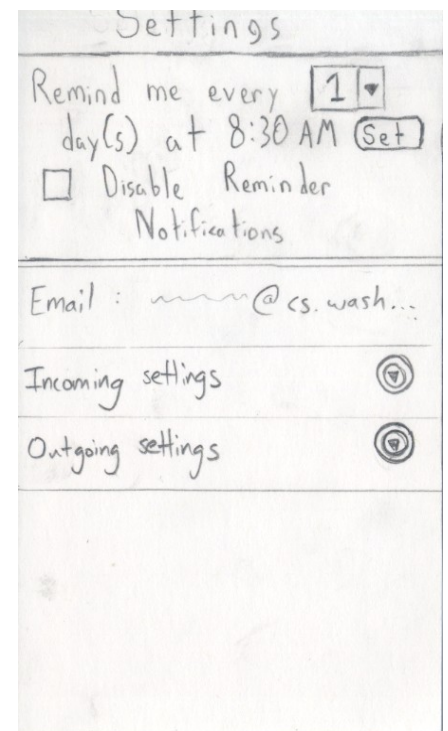 Settings
Remind me every 1
day(s) at 8:30 AM Set
Disable Reminder
Notifications
Email : @cs.wash...
Incoming settings
Outgoing settings